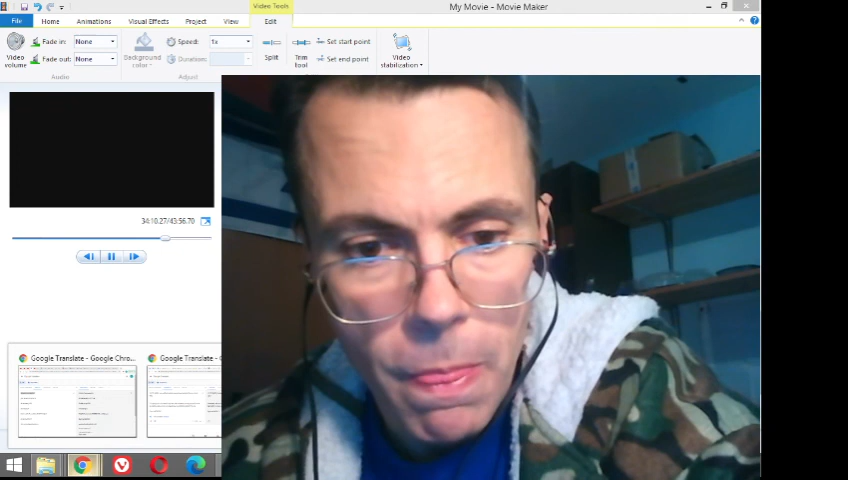 Video Tools
My Movie - Movie Maker
File Home Animations Visual Effects Project View Edit
Fade in: None
Speed: 1x
Set start point
Fade out: None
Duration:
Set end point
Video volume
Background color
Split
Trim tool
Video stabilization
Audio
Adjust
34:10.27/43:56.70
Google Translate - Google Chro...
Google Translate - G